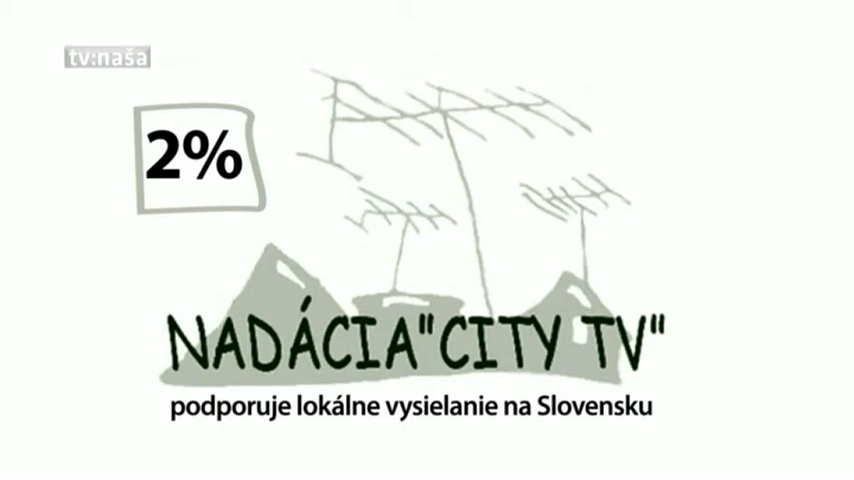 tv:naša
2%
NADÁCIA"CITY TV"
podporuje lokálne vysielanie na Slovensku